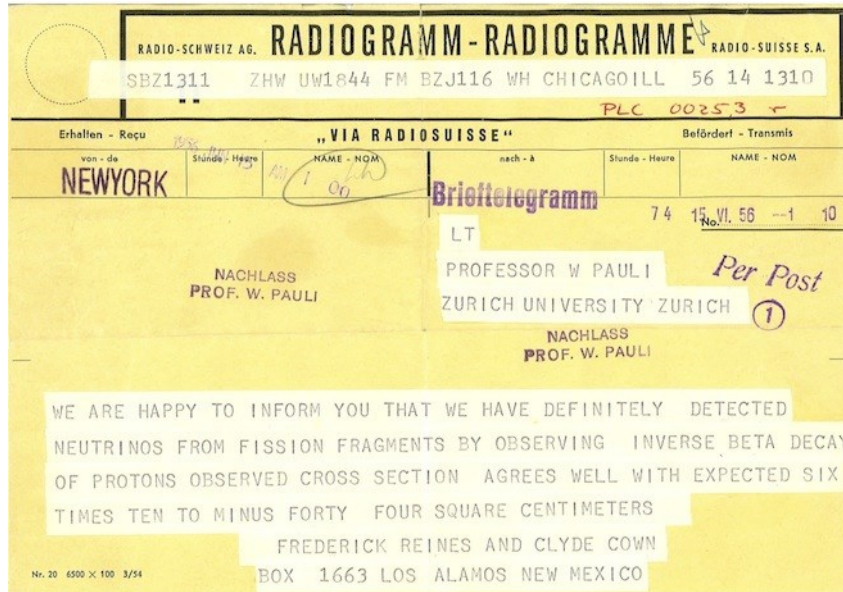 RADIO-SCHWEIZ AG. RADIOGRAMM-RADIOGRAMME RADIO-SUISSE S.A.
SBZ1311 ZHW UW1844 FM BZJ116 WH CHICAGOILL 56 14 1310
PLC 0025,3
Erhalten - Reçu „VIA RADIOSUISSE“ Befördert - Transmis
von - de Stunde - Heure NAME - NOM nach - à Stunde - Heure NAME - NOM
NEWYORK 1 00
Brieftelegramm
74 15. VI. 56 --1 10
No.
LT
PROFESSOR W PAULI
ZURICH UNIVERSITY ZURICH
Per Post
1
NACHLASS
PROF. W. PAULI
NACHLASS
PROF. W. PAULI
WE ARE HAPPY TO INFORM YOU THAT WE HAVE DEFINITELY DETECTED
NEUTRINOS FROM FISSION FRAGMENTS BY OBSERVING INVERSE BETA DECAY
OF PROTONS OBSERVED CROSS SECTION AGREES WELL WITH EXPECTED SIX
TIMES TEN TO MINUS FORTY FOUR SQUARE CENTIMETERS
FREDERICK REINES AND CLYDE COWN
BOX 1663 LOS ALAMOS NEW MEXICO
Nr. 20 6500 × 100 3/54